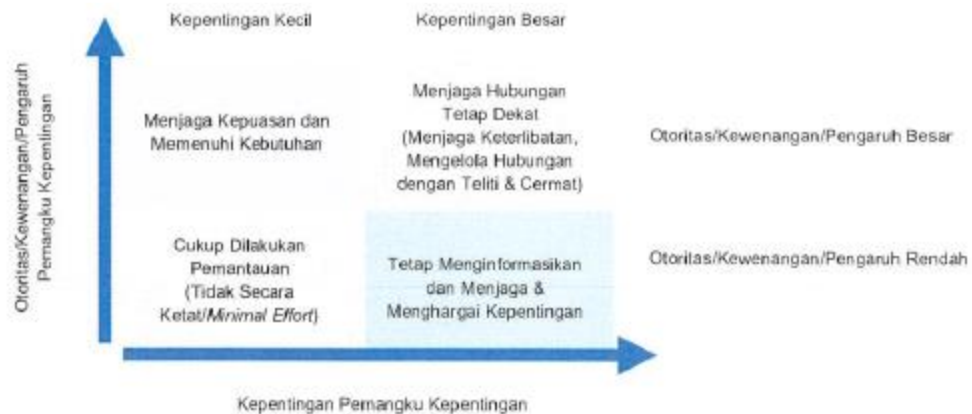 Kepentingan Kecil
Kepentingan Besar
Otoritas/Kewenangan/Pengaruh
Pemangku Kepentingan
Menjaga Kepuasan dan
Memenuhi Kebutuhan
Menjaga Hubungan
Tetap Dekat
(Menjaga Keterlibatan,
Mengelola Hubungan
dengan Teliti & Cermat)
Otoritas/Kewenangan/Pengaruh Besar
Cukup Dilakukan
Pemantauan
(Tidak Secara
Ketat/Minimal Effort)
Tetap Menginformasikan
dan Menjaga &
Menghargai Kepentingan
Otoritas/Kewenangan/Pengaruh Rendah
Kepentingan Pemangku Kepentingan